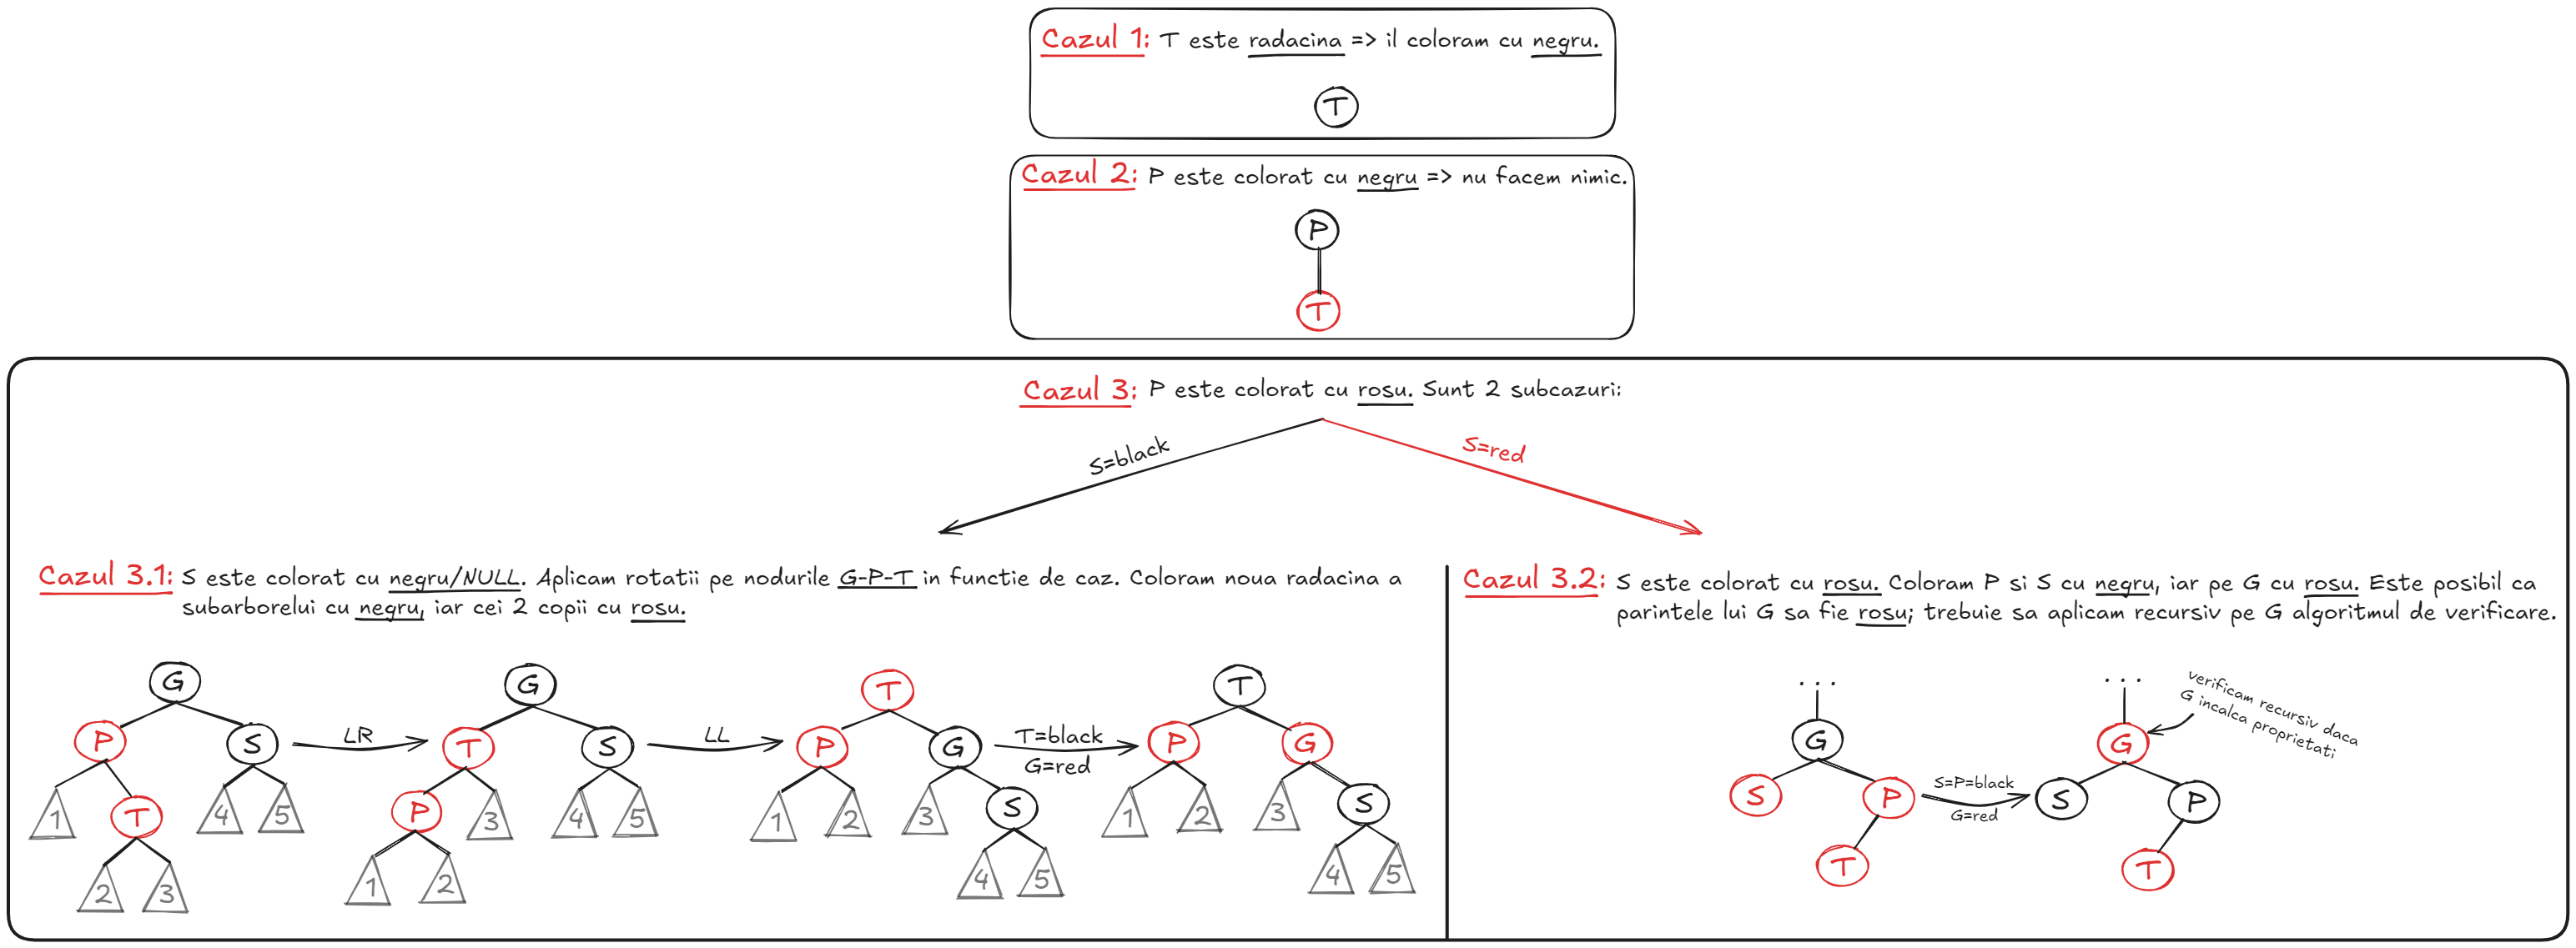 Cazul 1: T este radacina => il coloram cu negru.
T
Cazul 2: P este colorat cu negru => nu facem nimic.
P
T
Cazul 3: P este colorat cu rosu. Sunt 2 subcazuri:
S=black
S=red
Cazul 3.1: S este colorat cu negru/NULL. Aplicam rotatii pe nodurile G-P-T in functie de caz. Coloram noua radacina a
subarborelui cu negru, iar cei 2 copii cu rosu.
G
P
S
1
T
4
5
2
3
LR
G
T
S
P
3
4
5
1
2
LL
T
P
G
1
2
3
S
4
5
T=black
G=red
T
P
G
1
2
3
S
4
5
Cazul 3.2: S este colorat cu rosu. Coloram P si S cu negru, iar pe G cu rosu. Este posibil ca
parintele lui G sa fie rosu; trebuie sa aplicam recursiv pe G algoritmul de verificare.
...
G
S
P
T
S=P=black
G=red
...
G
S
P
T
verificam recursiv daca
G incalca proprietati